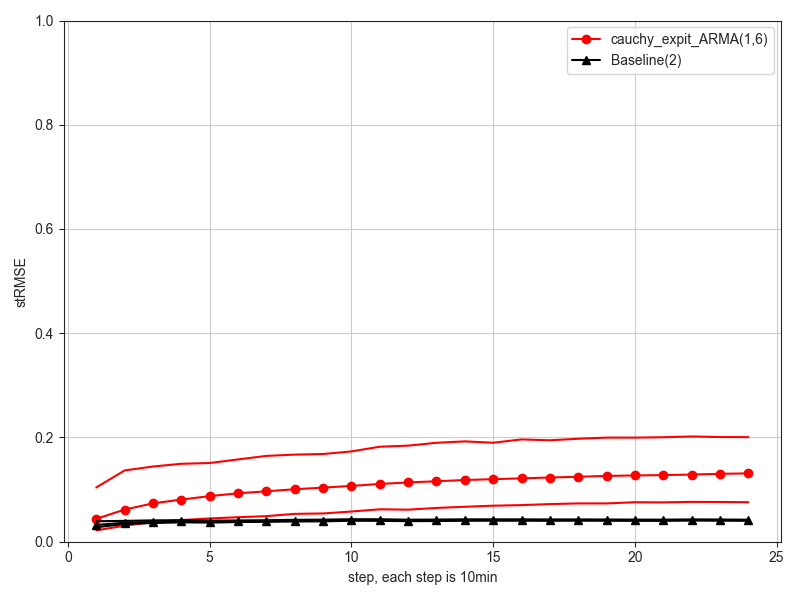 1.0
0.8
0.6
0.4
0.2
0.0
stRMSE
cauchy_expit_ARMA(1,6)
Baseline(2)
0 5 10 15 20 25
step, each step is 10min